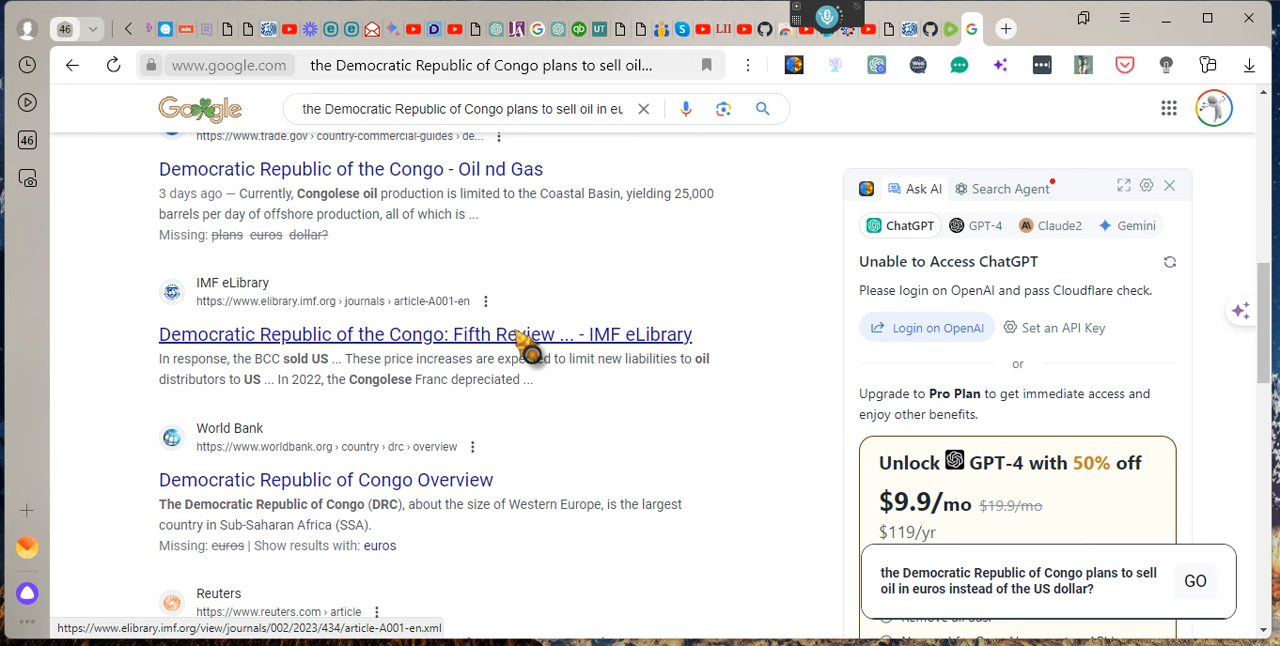 46
www.google.com
the Democratic Republic of Congo plans to sell oil...
46
Google
the Democratic Republic of Congo plans to sell oil in eu
https://www.trade.gov › country-commercial-guides › de...
Democratic Republic of the Congo - Oil nd Gas
3 days ago — Currently, Congolese oil production is limited to the Coastal Basin, yielding 25,000
barrels per day of offshore production, all of which is ...
Missing: plans euros dollar?
IMF eLibrary
https://www.elibrary.imf.org › journals › article-A001-en
Democratic Republic of the Congo: Fifth Review ... - IMF eLibrary
In response, the BCC sold US ... These price increases are expected to limit new liabilities to oil
distributors to US ... In 2022, the Congolese Franc depreciated ...
World Bank
https://www.worldbank.org › country › drc › overview
Democratic Republic of Congo Overview
The Democratic Republic of Congo (DRC), about the size of Western Europe, is the largest
country in Sub-Saharan Africa (SSA).
Missing: euros | Show results with: euros
Reuters
https://www.reuters.com › article
https://www.elibrary.imf.org/view/journals/002/2023/434/article-A001-en.xml
Ask AI
Search Agent
ChatGPT
GPT-4
Claude2
Gemini
Unable to Access ChatGPT
Please login on OpenAI and pass Cloudflare check.
Login on OpenAI
Set an API Key
or
Upgrade to Pro Plan to get immediate access and
enjoy other benefits.
Unlock GPT-4 with 50% off
$9.9/mo $19.9/mo
$119/yr
the Democratic Republic of Congo plans to sell
oil in euros instead of the US dollar?
GO